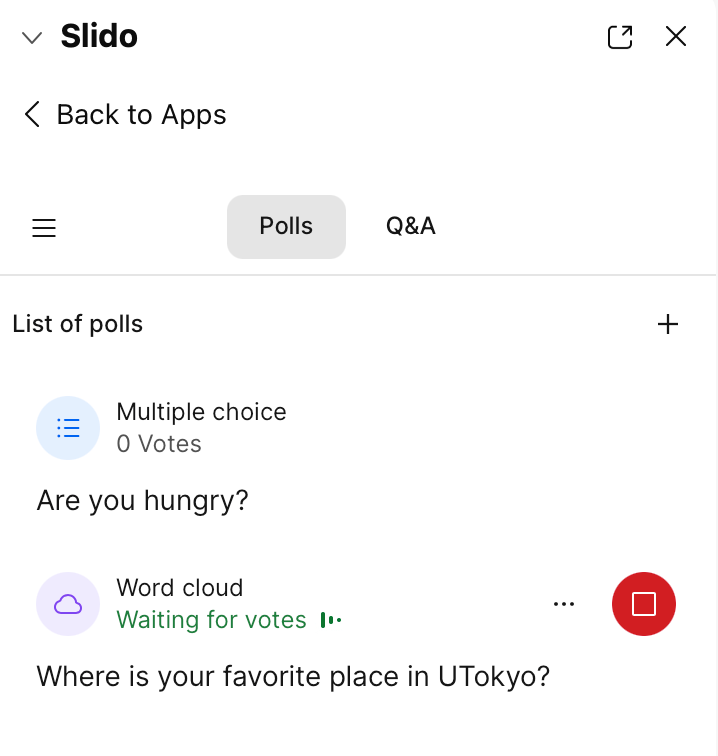 Slido
Back to Apps
Polls
Q&A
List of polls
Multiple choice
0 Votes
Are you hungry?
Word cloud
Waiting for votes
Where is your favorite place in UTokyo?